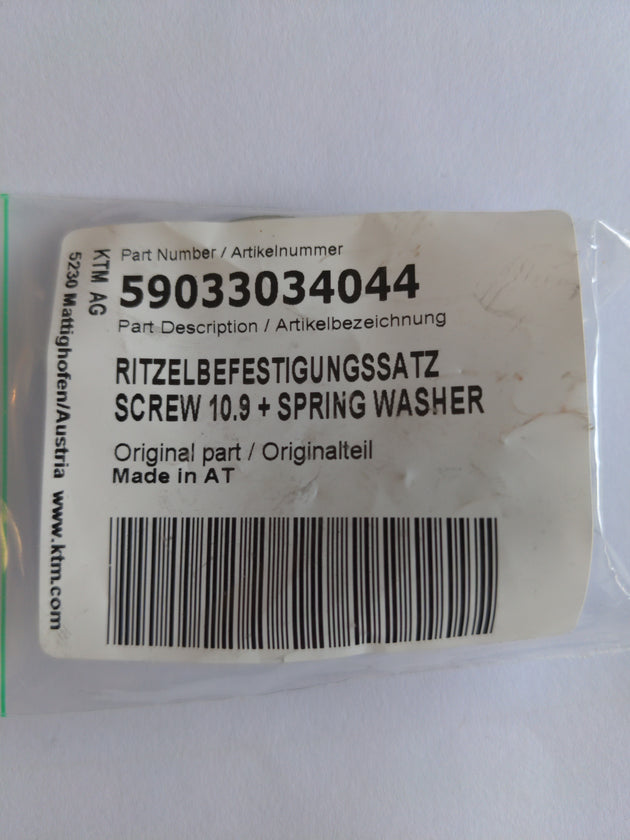 Part Number / Artikelnummer
59033034044
Part Description / Artikelbezeichnung
RITZELBEFESTIGUNGSSATZ
SCREW 10.9 + SPRING WASHER
Original part / Originalteil
Made in AT
KTM AG
5230 Mattighofen/Austria www.ktm.com